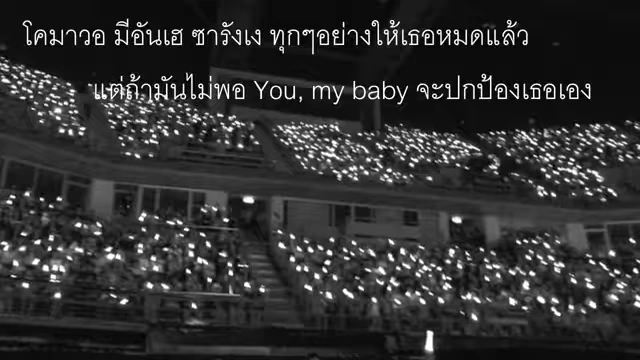 โคมาวอ มีอันเฮ ซารังเง ทุกๆอย่างให้เธอหมดแล้ว
แต่ถ้ามันไม่พอ You, my baby จะปกป้องเธอเอง